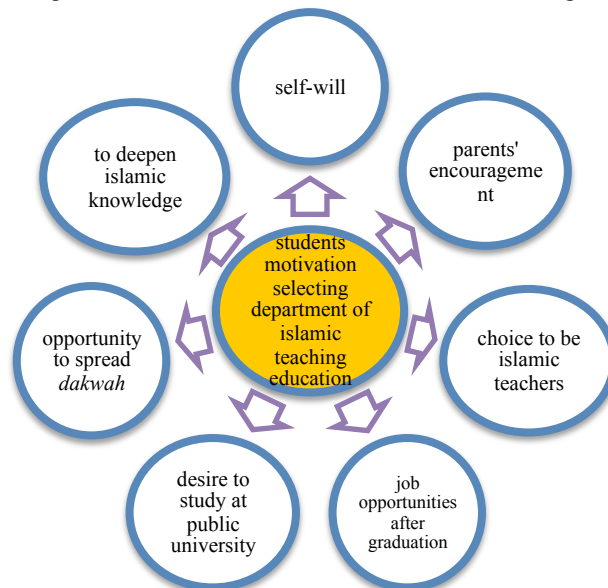 self-will
parents'
encourageme
nt
choice to be
islamic
teachers
job
opportunities
after
graduation
desire to
study at
public
university
opportunity
to spread
dakwah
to deepen
islamic
knowledge
students
motivation
selecting
department of
islamic
teaching
education